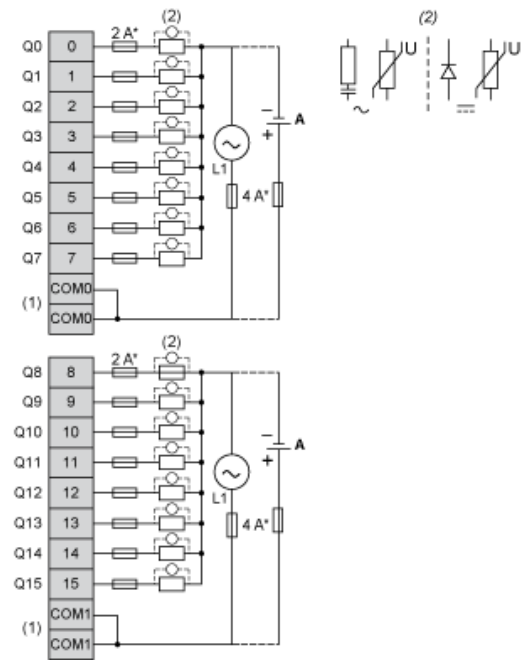 (2)
2 A*
Q0 0
Q1 1
Q2 2
Q3 3
Q4 4
Q5 5
Q6 6
Q7 7
COM0
(1)
COM0
L1
4 A*
−
+
A
(2)
U
U
(2)
2 A*
Q8 8
Q9 9
Q10 10
Q11 11
Q12 12
Q13 13
Q14 14
Q15 15
COM1
(1)
COM1
L1
4 A*
−
+
A